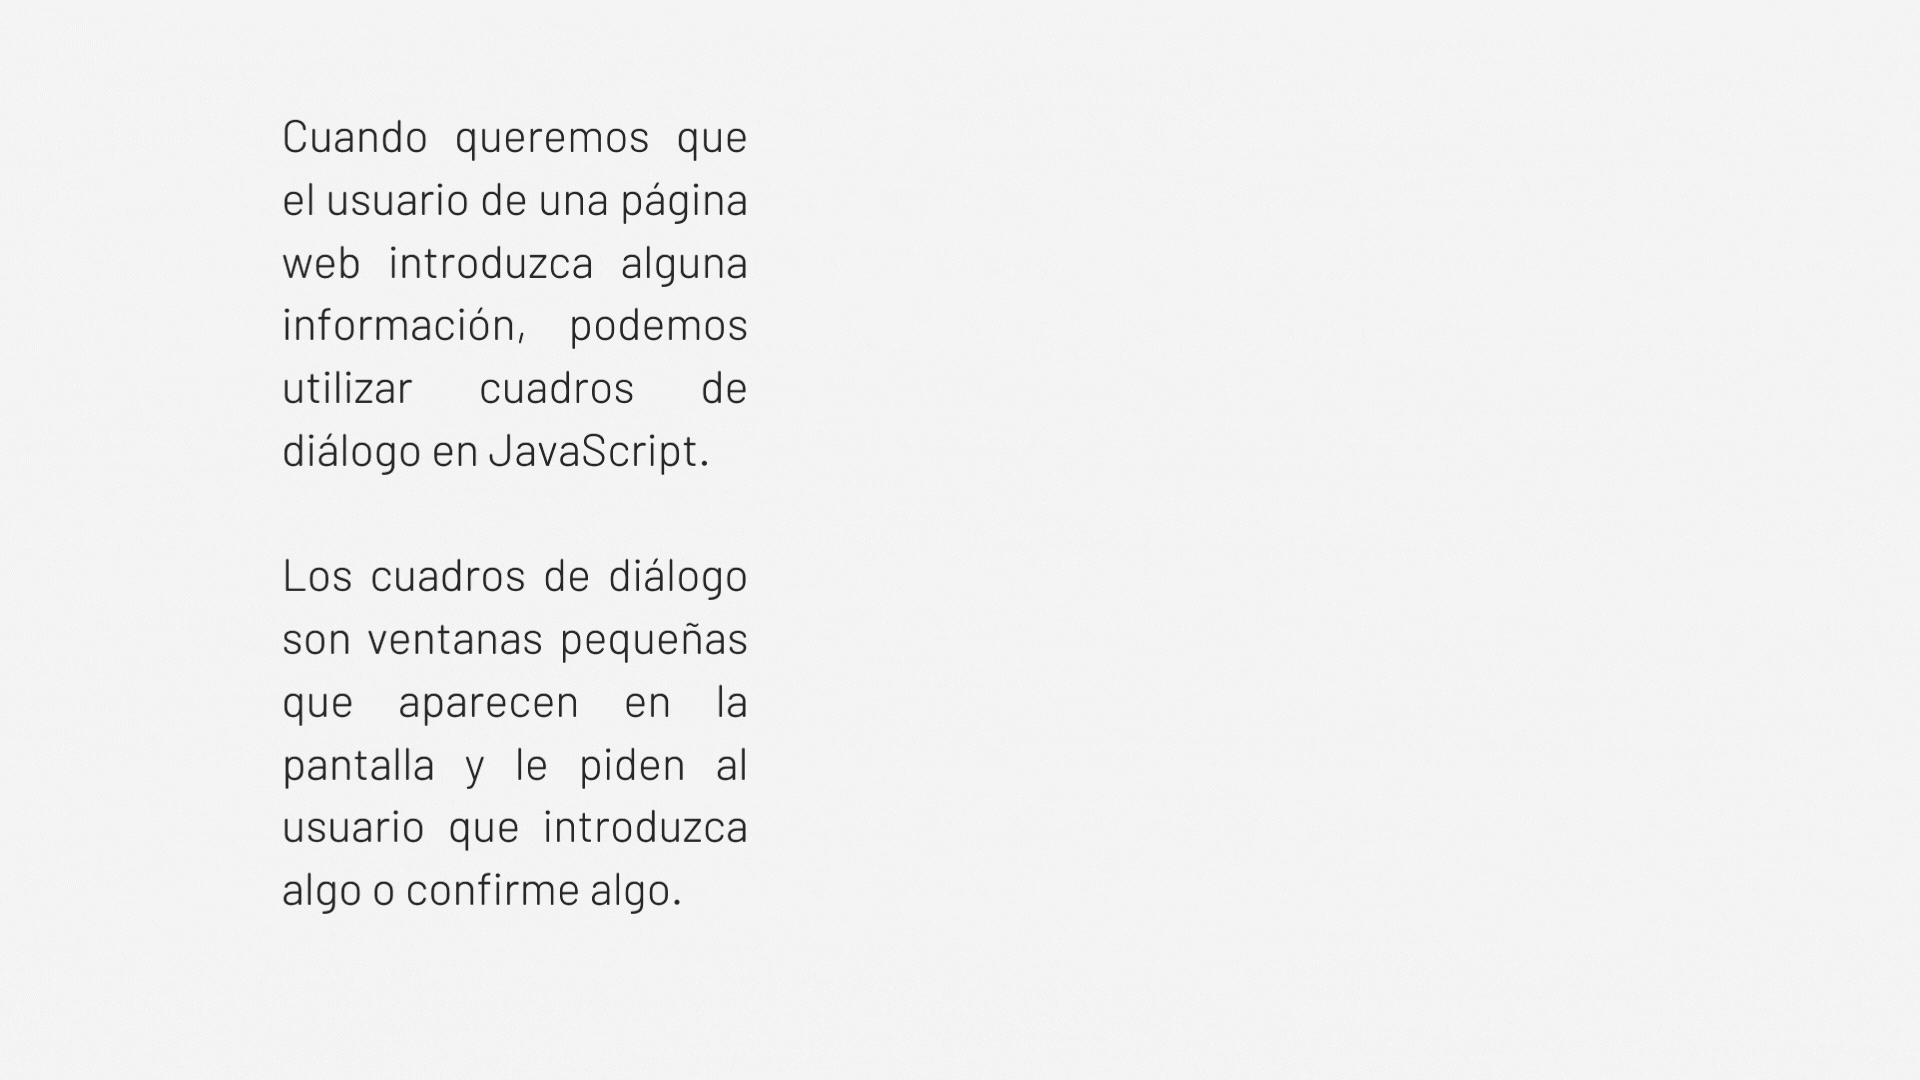 Cuando queremos que
el usuario de una página
web introduzca alguna
información, podemos
utilizar cuadros de
diálogo en JavaScript.
Los cuadros de diálogo
son ventanas pequeñas
que aparecen en la
pantalla y le piden al
usuario que introduzca
algo o confirme algo.